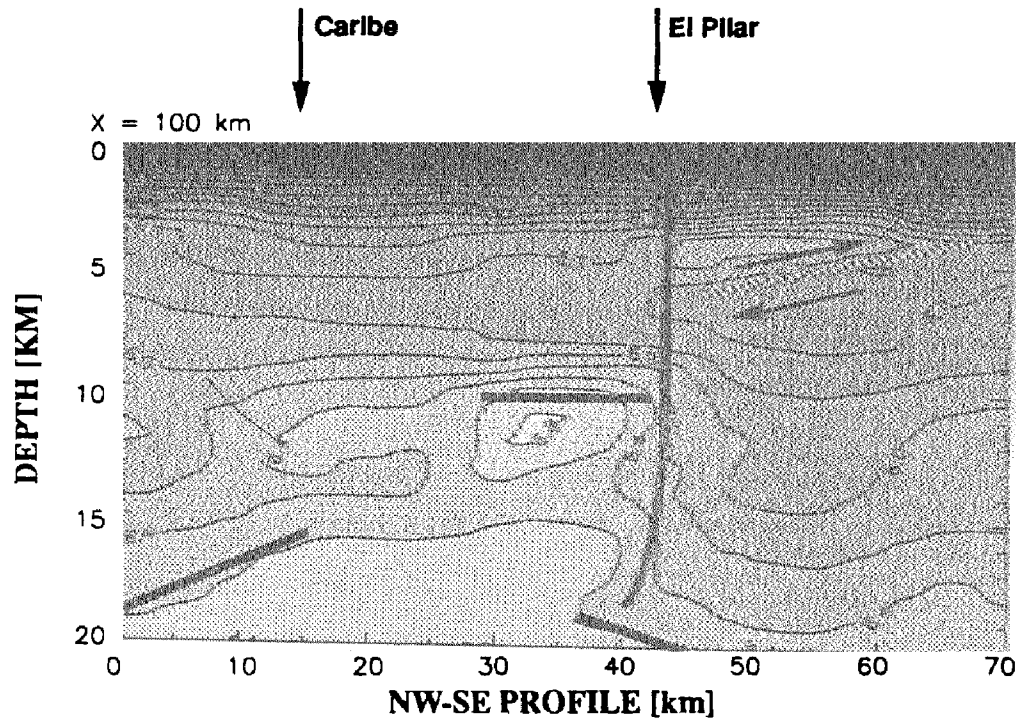 Caribe
El Pilar
X = 100 km
0
5
10
15
20
DEPTH [KM]
0 10 20 30 40 50 60 70
NW-SE PROFILE [km]